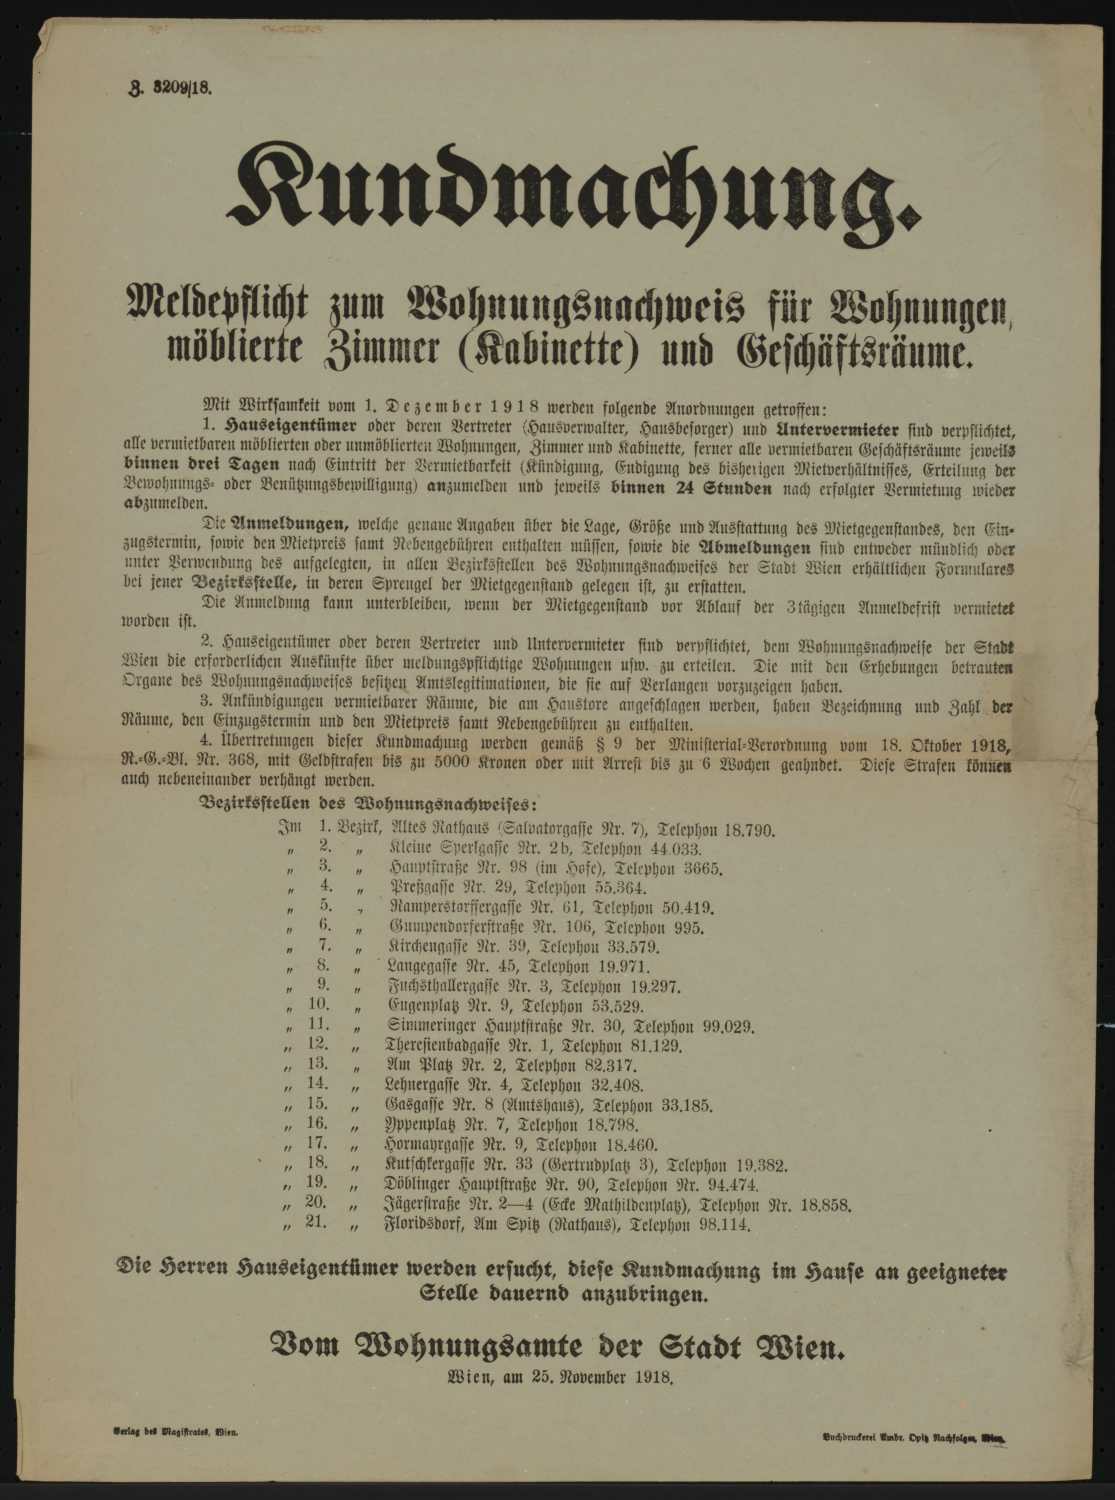 Z. 3209/18.
Kundmachung.
Meldepflicht zum Wohnungsnachweis für Wohnungen,
möblierte Zimmer (Kabinette) und Geschäftsräume.
Mit Wirksamkeit vom 1. Dezember 1918 werden folgende Anordnungen getroffen:
1. Hauseigentümer oder deren Vertreter (Hausverwalter, Hausbesorger) und Untervermieter sind verpflichtet,
alle vermietbaren möblierten oder unmöblierten Wohnungen, Zimmer und Kabinette, ferner alle vermietbaren Geschäftsräume jeweils
binnen drei Tagen nach Eintritt der Vermietbarkeit (Kündigung, Endigung des bisherigen Mietverhältnisses, Erteilung der
Bewohnungs- oder Benützungsbewilligung) anzumelden und jeweils binnen 24 Stunden nach erfolgter Vermietung wieder
abzumelden.
Die Anmeldungen, welche genaue Angaben über die Lage, Größe und Ausstattung des Mietgegenstandes, den Ein-
zugstermin, sowie den Mietpreis samt Nebengebühren enthalten müssen, sowie die Abmeldungen sind entweder mündlich oder
unter Verwendung des aufgelegten, in allen Bezirksstellen des Wohnungsnachweises der Stadt Wien erhältlichen Formulares
bei jener Bezirksstelle, in deren Sprengel der Mietgegenstand gelegen ist, zu erstatten.
Die Anmeldung kann unterbleiben, wenn der Mietgegenstand vor Ablauf der 3tägigen Anmeldefrist vermietet
worden ist.
2. Hauseigentümer oder deren Vertreter und Untervermieter sind verpflichtet, dem Wohnungsnachweise der Stadt
Wien die erforderlichen Auskünfte über meldungspflichtige Wohnungen usw. zu erteilen. Die mit den Erhebungen betrauten
Organe des Wohnungsnachweises besitzen Amtslegitimationen, die sie auf Verlangen vorzuzeigen haben.
3. Ankündigungen vermietbarer Räume, die am Haustore angeschlagen werden, haben Bezeichnung und Zahl der
Räume, den Einzugstermin und den Mietpreis samt Nebengebühren zu enthalten.
4. Übertretungen dieser Kundmachung werden gemäß § 9 der Ministerial-Verordnung vom 18. Oktober 1918,
R.-G.-Bl. Nr. 368, mit Geldstrafen bis zu 5000 Kronen oder mit Arrest bis zu 6 Wochen geahndet. Diese Strafen können
auch nebeneinander verhängt werden.
Bezirksstellen des Wohnungsnachweises:
Im 1. Bezirk, Altes Rathaus (Salvatorgasse Nr. 7), Telephon 18.790.
„ 2. „ Kleine Sperlgasse Nr. 2b, Telephon 44.033.
„ 3. „ Hauptstraße Nr. 98 (im Hofe), Telephon 3665.
„ 4. „ Preßgasse Nr. 29, Telephon 55.364.
„ 5. „ Ramperstorffergasse Nr. 61, Telephon 50.419.
„ 6. „ Gumpendorferstraße Nr. 106, Telephon 995.
„ 7. „ Kirchengasse Nr. 39, Telephon 33.579.
„ 8. „ Langegasse Nr. 45, Telephon 19.971.
„ 9. „ Fuchsthallergasse Nr. 3, Telephon 19.297.
„ 10. „ Eugenplatz Nr. 9, Telephon 53.529.
„ 11. „ Simmeringer Hauptstraße Nr. 30, Telephon 99.029.
„ 12. „ Theresienbadgasse Nr. 1, Telephon 81.129.
„ 13. „ Am Platz Nr. 2, Telephon 82.317.
„ 14. „ Lehnergasse Nr. 4, Telephon 32.408.
„ 15. „ Gasgasse Nr. 8 (Amtshaus), Telephon 33.185.
„ 16. „ Yppenplatz Nr. 7, Telephon 18.798.
„ 17. „ Hormayrgasse Nr. 9, Telephon 18.460.
„ 18. „ Kutschkergasse Nr. 33 (Gertrudplatz 3), Telephon 19.382.
„ 19. „ Döblinger Hauptstraße Nr. 90, Telephon Nr. 94.474.
„ 20. „ Jägerstraße Nr. 2—4 (Ecke Mathildenplatz), Telephon Nr. 18.858.
„ 21. „ Floridsdorf, Am Spitz (Rathaus), Telephon 98.114.
Die Herren Hauseigentümer werden ersucht, diese Kundmachung im Hause an geeigneter
Stelle dauernd anzubringen.
Vom Wohnungsamte der Stadt Wien.
Wien, am 25. November 1918.
Verlag des Magistrates, Wien.
Buchdruckerei Ambr. Opitz Nachfolger, Wien.